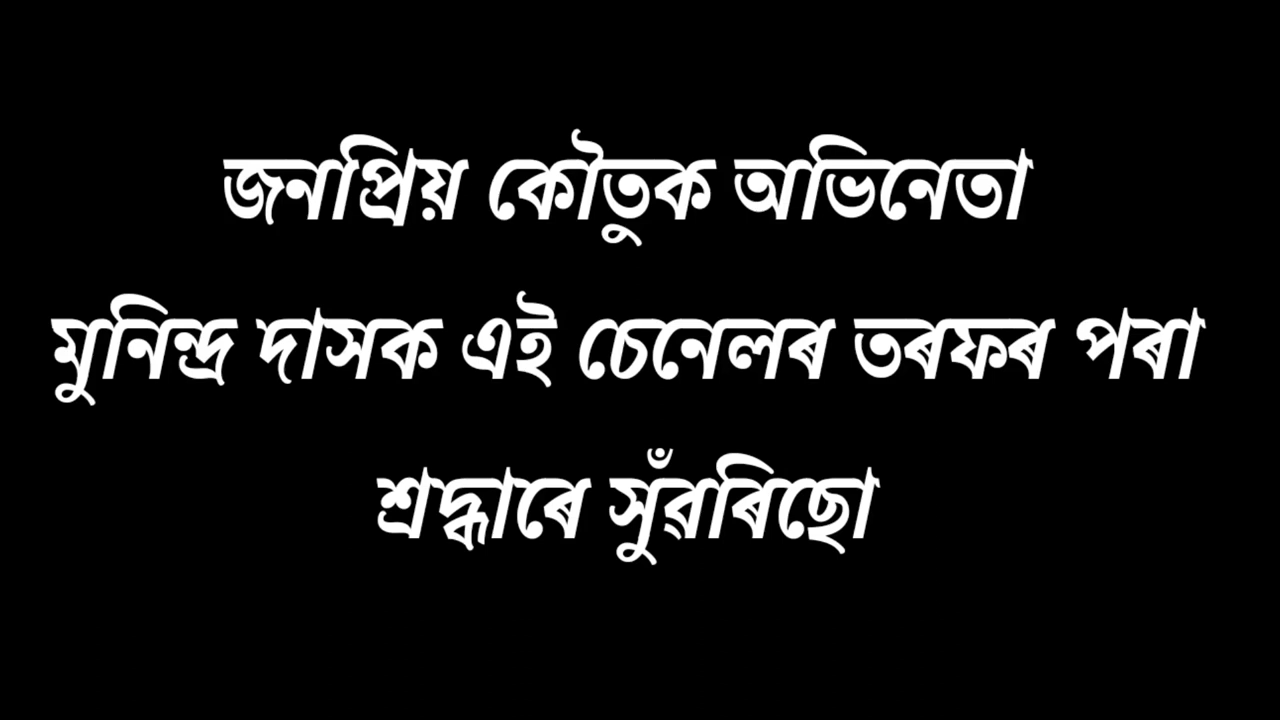 জনপ্ৰিয় কৌতুক অভিনেতা
মুনিন্দ্ৰ দাসক এই চেনেলৰ তৰফৰ পৰা
শ্ৰদ্ধাৰে সুঁৱৰিছো